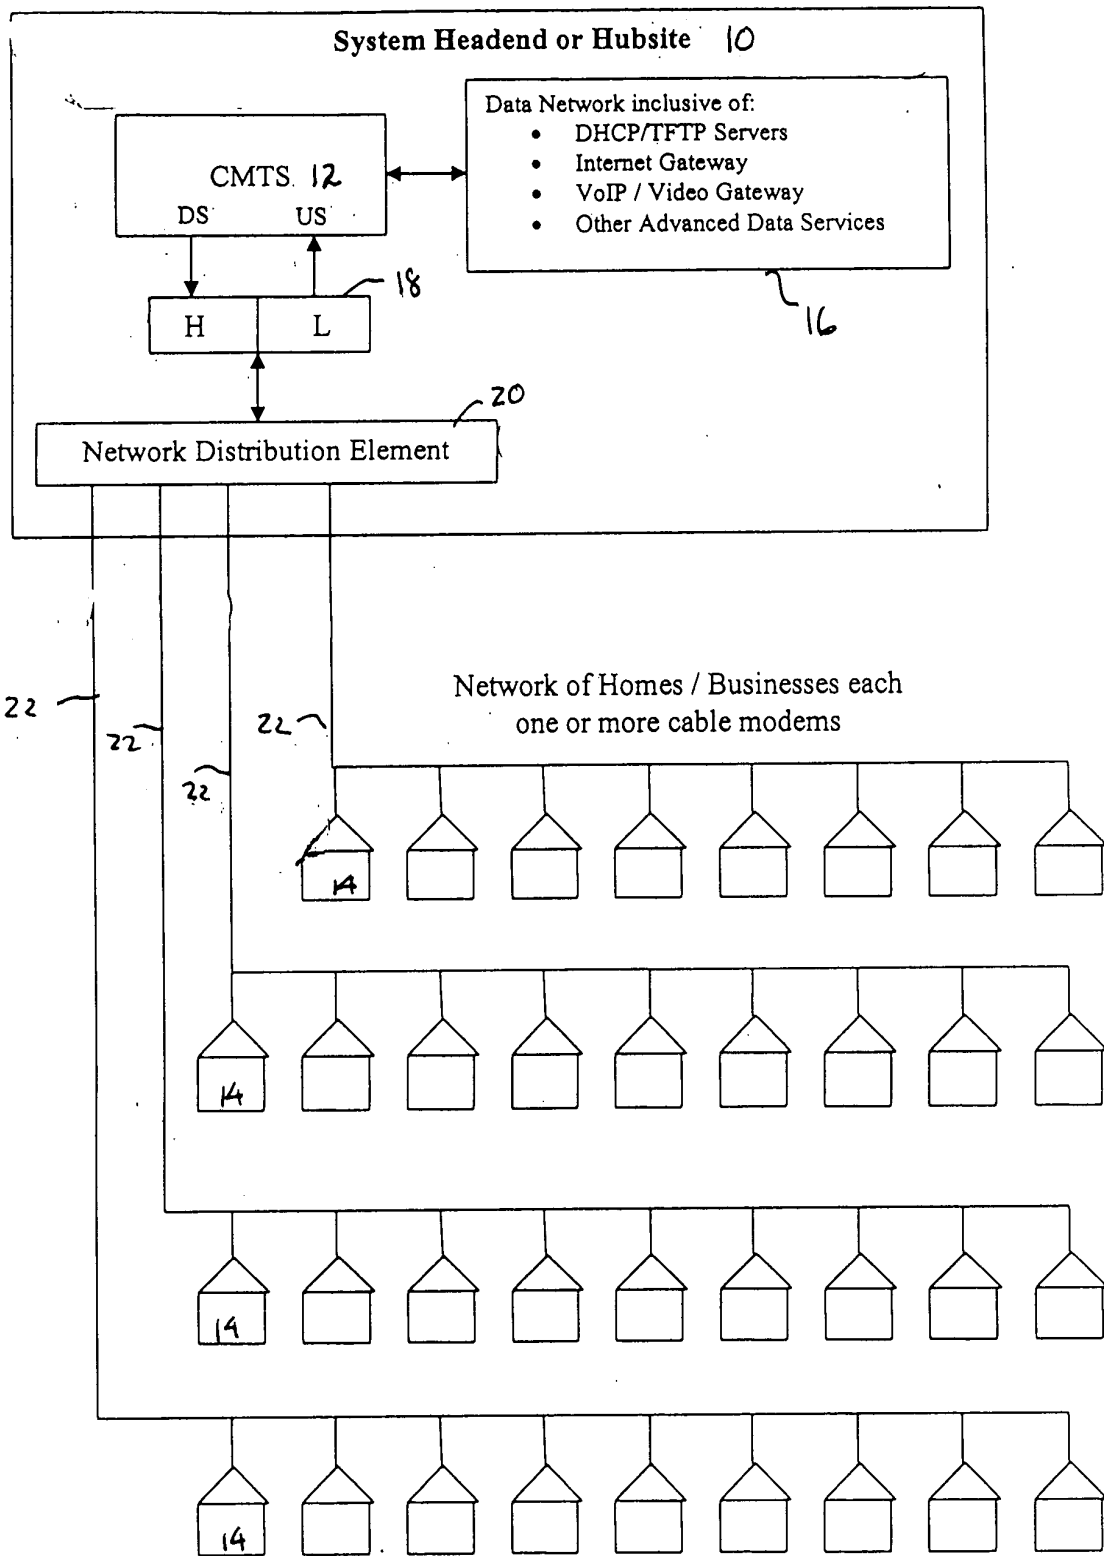 System Headend or Hubsite 10
Data Network inclusive of:
• DHCP/TFTP Servers
• Internet Gateway
• VoIP / Video Gateway
• Other Advanced Data Services
CMTS 12
DS US
18
16
H L
20
Network Distribution Element
Network of Homes / Businesses each
one or more cable modems
22
22
22
22
14
14
14
14